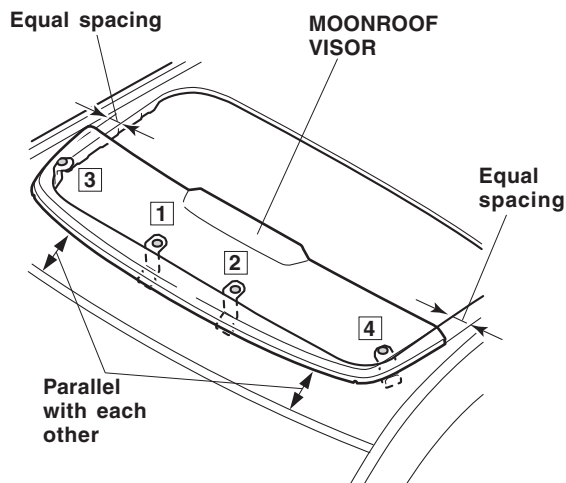 Equal spacing
MOONROOF
VISOR
3
1
2
4
Equal
spacing
Parallel
with each
other